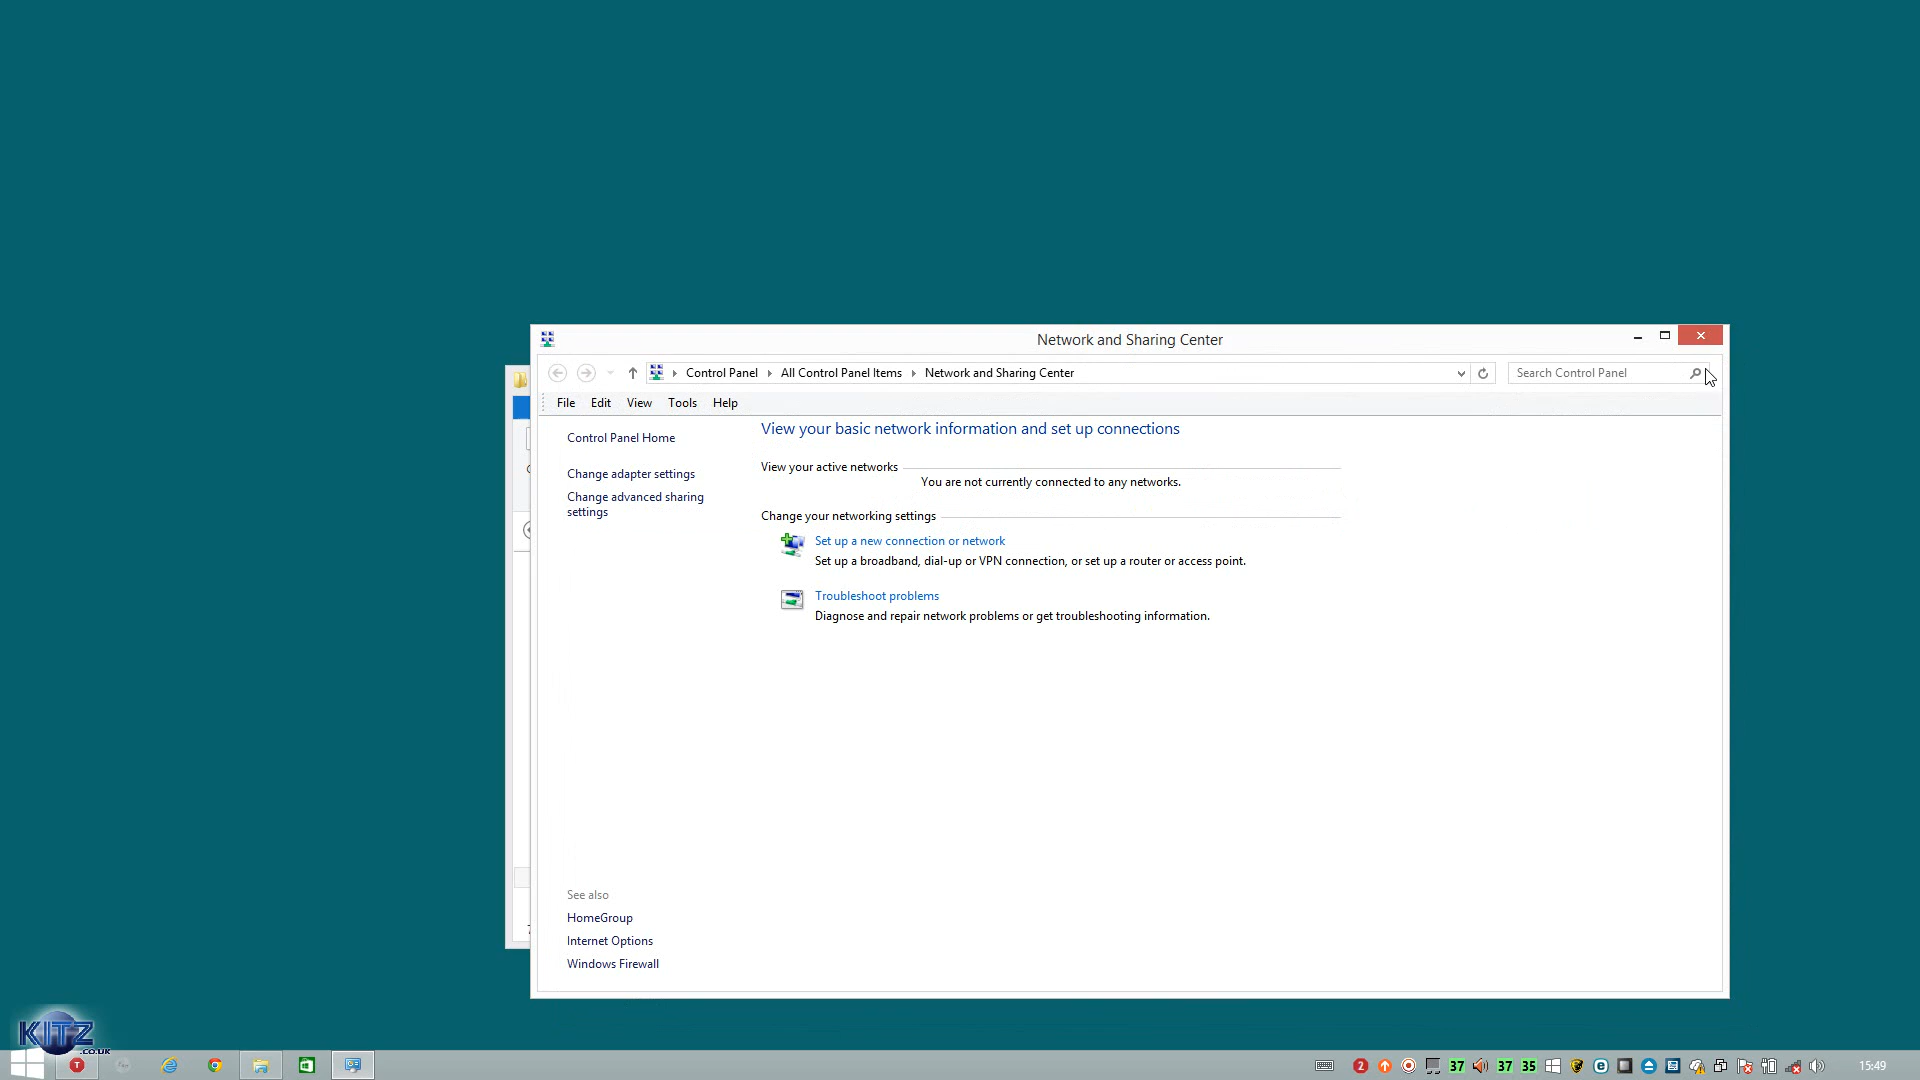 Network and Sharing Center
Control Panel
All Control Panel Items
Network and Sharing Center
Search Control Panel
File Edit View Tools Help
Control Panel Home
Change adapter settings
Change advanced sharing
settings
View your basic network information and set up connections
View your active networks
You are not currently connected to any networks.
Change your networking settings
Set up a new connection or network
Set up a broadband, dial-up or VPN connection, or set up a router or access point.
Troubleshoot problems
Diagnose and repair network problems or get troubleshooting information.
See also
HomeGroup
Internet Options
Windows Firewall
KITZ
.CO.UK
T
2
37
37
35
15:49